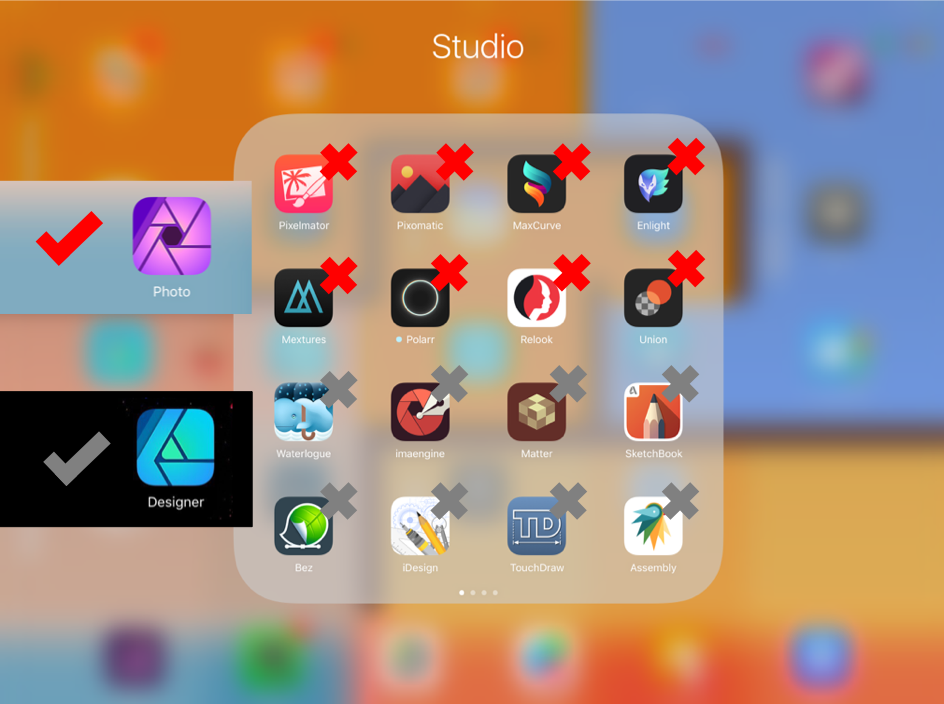 Studio
Pixelmator
Pixomatic
MaxCurve
Enlight
Photo
Mextures
Polarr
Relook
Union
A
Waterlogue
imaengine
Matter
SketchBook
Designer
TD
Bez
iDesign
TouchDraw
Assembly